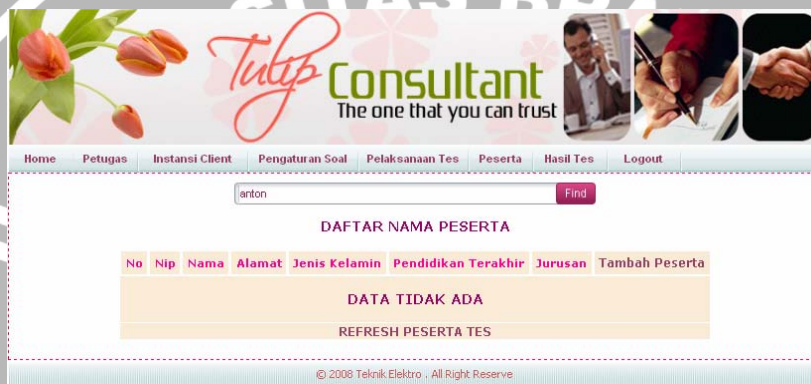 Tulip Consultant
The one that you can trust
Home Petugas Instansi Client Pengaturan Soal Pelaksanaan Tes Peserta Hasil Tes Logout
anton Find
DAFTAR NAMA PESERTA
No Nip Nama Alamat Jenis Kelamin Pendidikan Terakhir Jurusan Tambah Peserta
DATA TIDAK ADA
REFRESH PESERTA TES
© 2008 Teknik Elektro . All Right Reserve